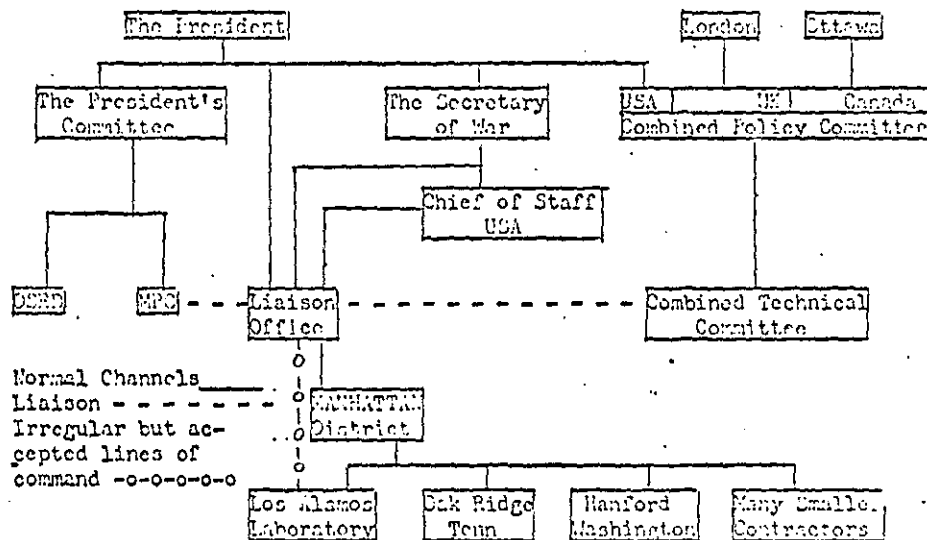 The President
London
Ottawa
The President's
Committee
The Secretary
of War
USA UK Canada
Combined Policy Committee
Chief of Staff
USA
OSRD
MPC
Liaison
Office
Combined Technical
Committee
Normal Channels
Liaison
Irregular but ac-
cepted lines of
command
MANHATTAN
District
Los Alamos
Laboratory
Oak Ridge
Tenn
Hanford
Washington
Many Smaller
Contractors